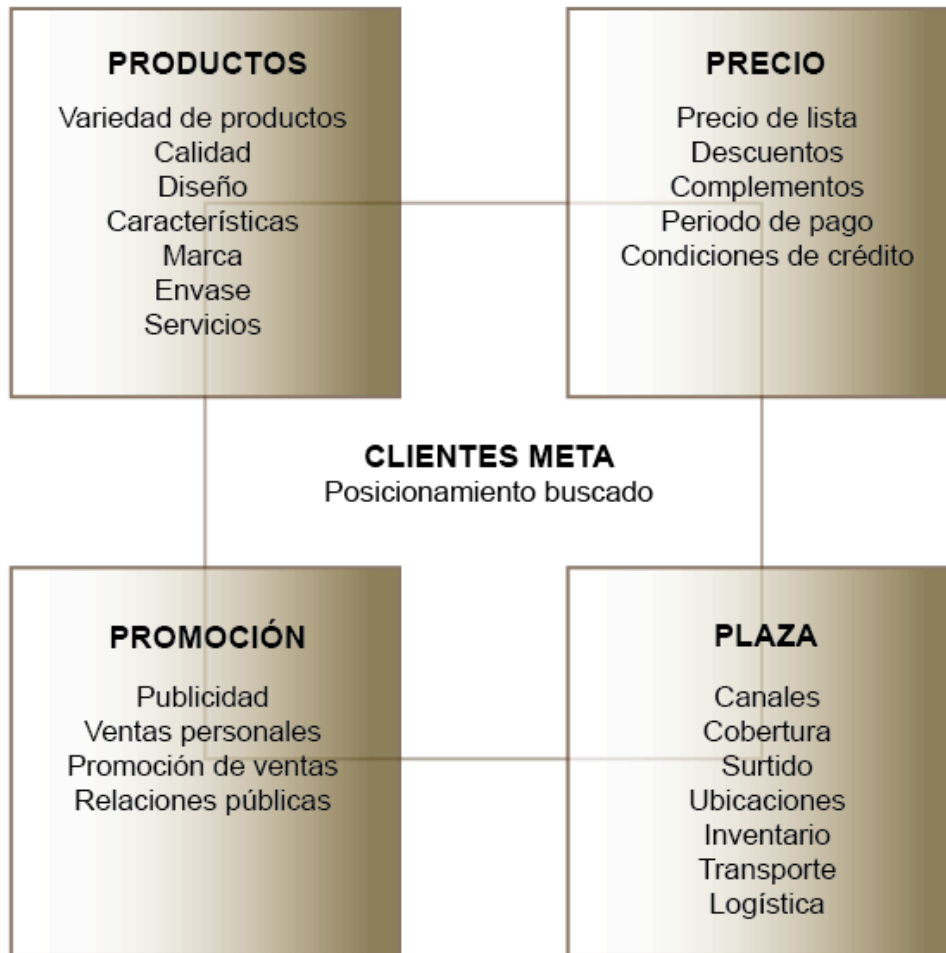 PRODUCTOS
Variedad de productos
Calidad
Diseño
Características
Marca
Envase
Servicios
PRECIO
Precio de lista
Descuentos
Complementos
Periodo de pago
Condiciones de crédito
CLIENTES META
Posicionamiento buscado
PROMOCIÓN
Publicidad
Ventas personales
Promoción de ventas
Relaciones públicas
PLAZA
Canales
Cobertura
Surtido
Ubicaciones
Inventario
Transporte
Logística